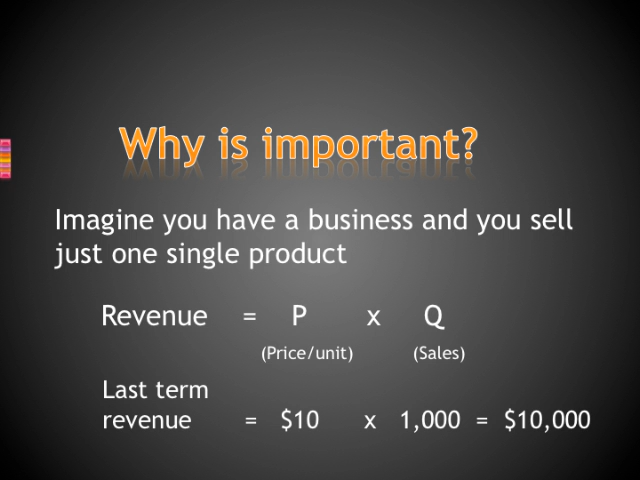 Why is important?
Imagine you have a business and you sell
just one single product
Revenue = P x Q
(Price/unit) (Sales)
Last term
revenue = $10 x 1,000 = $10,000